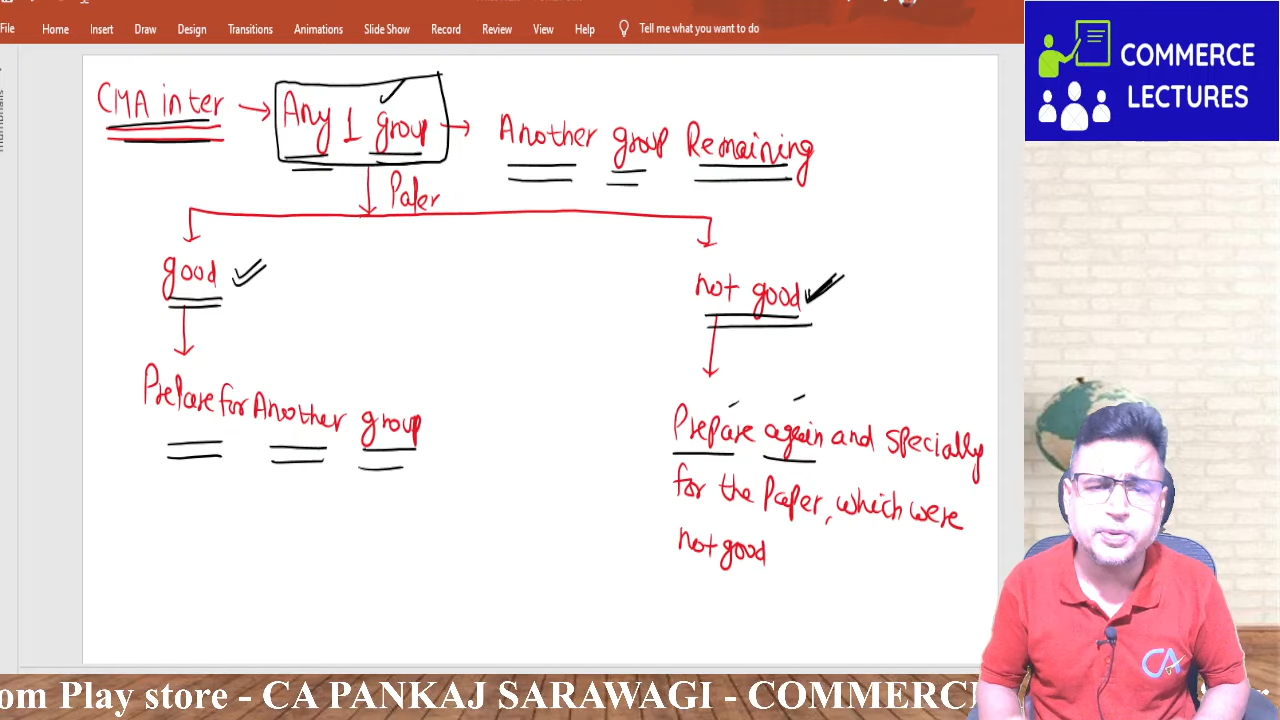 File Home Insert Draw Design Transitions Animations Slide Show Record Review View Help Tell me what you want to do
COMMERCE
LECTURES
CMA inter → Any 1 group → Another group Remaining
Paper
good
not good
Prepare for Another group
Prepare again and specially
for the Paper, which were
not good
CA
om Play store - CA PANKAJ SARAWAGI - COMMERCE